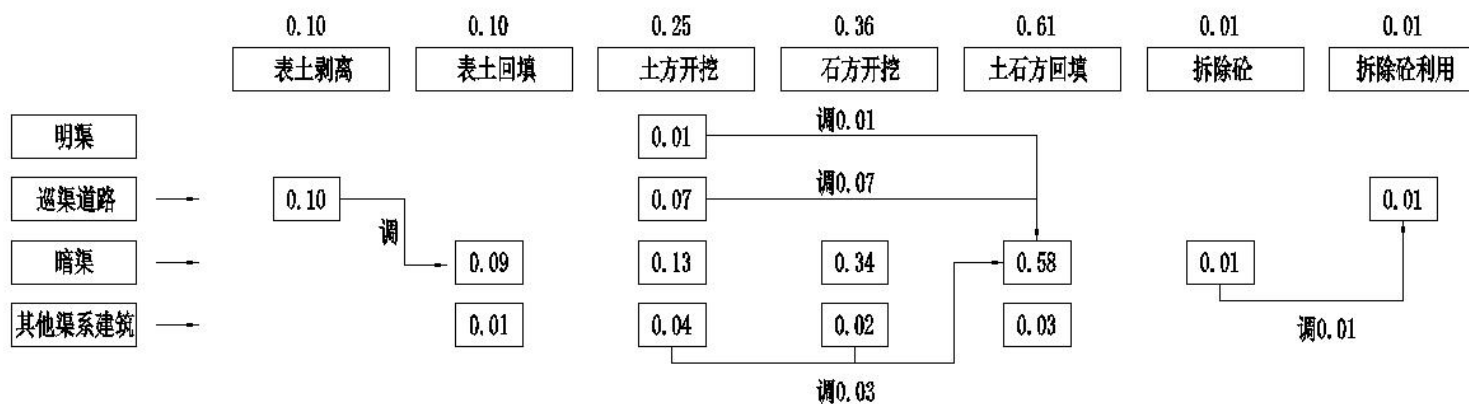 0.10 0.10 0.25 0.36 0.61 0.01 0.01
表土剥离 表土回填 土方开挖 石方开挖 土石方回填 拆除砼 拆除砼利用
明渠 0.01 调0.01
巡渠道路 0.10 调 0.07 调0.07 0.01
暗渠 0.09 0.13 0.34 0.58 0.01
其他渠系建筑 0.01 0.04 0.02 0.03 调0.01
调0.03